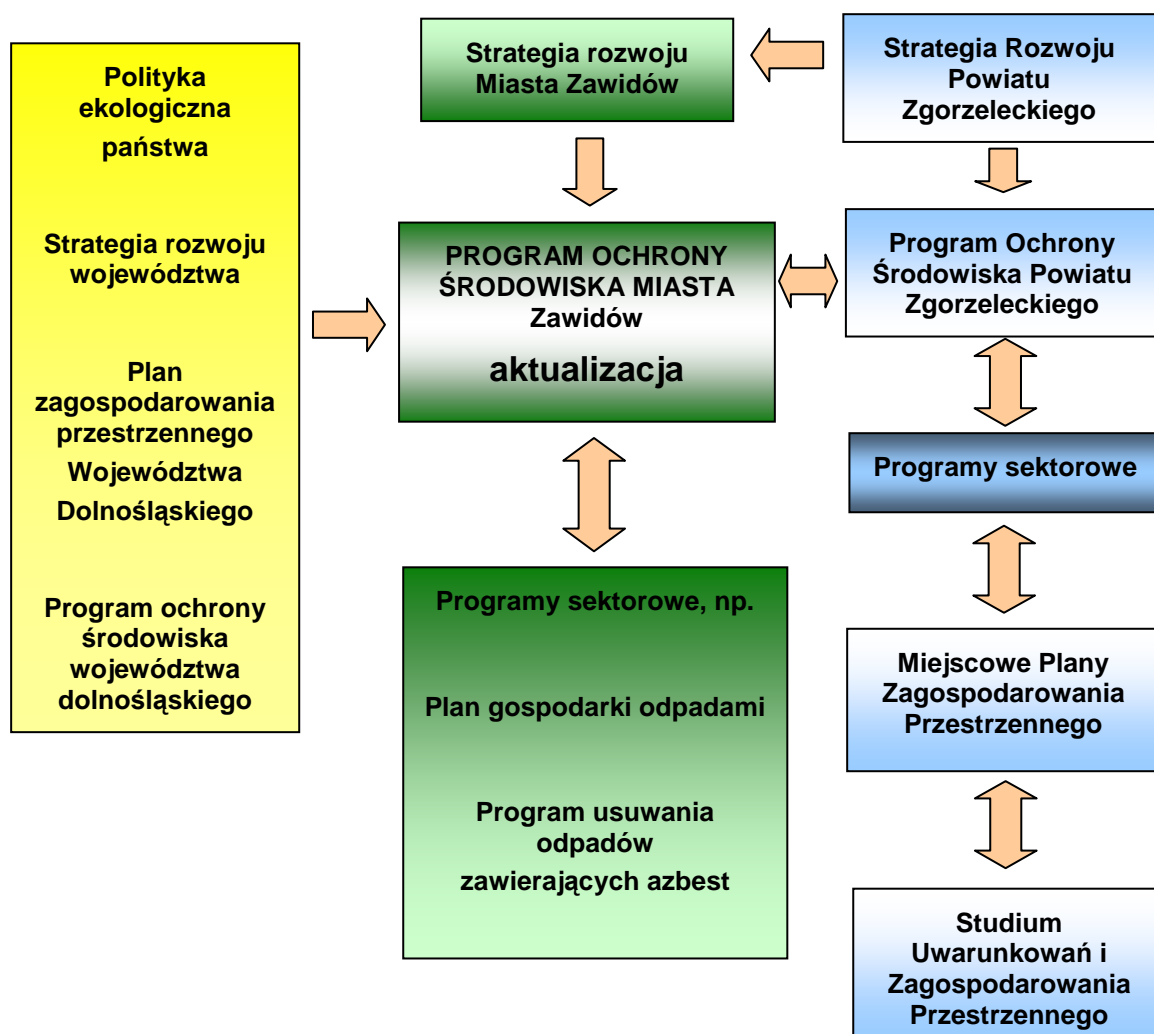 Polityka
ekologiczna
państwa
Strategia rozwoju
województwa
Plan
zagospodarowania
przestrzennego
Województwa
Dolnośląskiego
Program ochrony
środowiska
województwa
dolnośląskiego
Strategia rozwoju
Miasta Zawidów
PROGRAM OCHRONY
ŚRODOWISKA MIASTA
Zawidów
aktualizacja
Programy sektorowe, np.
Plan gospodarki odpadami
Program usuwania
odpadów
zawierających azbest
Strategia Rozwoju
Powiatu
Zgorzeleckiego
Program Ochrony
Środowiska Powiatu
Zgorzeleckiego
Programy sektorowe
Miejscowe Plany
Zagospodarowania
Przestrzennego
Studium
Uwarunkowań i
Zagospodarowania
Przestrzennego